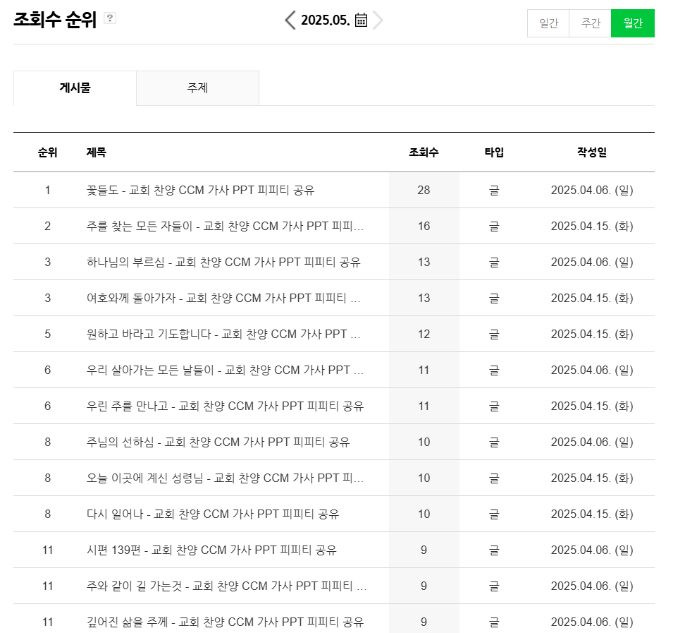 조회수 순위 ?
2025.05.
일간 주간 월간
게시물 주제
순위 제목 조회수 타입 작성일
1 꽃들도 - 교회 찬양 CCM 가사 PPT 피피티 공유 28 글 2025.04.06. (일)
2 주를 찾는 모든 자들이 - 교회 찬양 CCM 가사 PPT 피피... 16 글 2025.04.15. (화)
3 하나님의 부르심 - 교회 찬양 CCM 가사 PPT 피피티 공유 13 글 2025.04.06. (일)
3 여호와께 돌아가자 - 교회 찬양 CCM 가사 PPT 피피티 ... 13 글 2025.04.15. (화)
5 원하고 바라고 기도합니다 - 교회 찬양 CCM 가사 PPT ... 12 글 2025.04.15. (화)
6 우리 살아가는 모든 날들이 - 교회 찬양 CCM 가사 PPT ... 11 글 2025.04.06. (일)
6 우린 주를 만나고 - 교회 찬양 CCM 가사 PPT 피피티 공유 11 글 2025.04.15. (화)
8 주님의 선하심 - 교회 찬양 CCM 가사 PPT 피피티 공유 10 글 2025.04.06. (일)
8 오늘 이곳에 계신 성령님 - 교회 찬양 CCM 가사 PPT 피... 10 글 2025.04.15. (화)
8 다시 일어나 - 교회 찬양 CCM 가사 PPT 피피티 공유 10 글 2025.04.15. (화)
11 시편 139편 - 교회 찬양 CCM 가사 PPT 피피티 공유 9 글 2025.04.06. (일)
11 주와 같이 길 가는것 - 교회 찬양 CCM 가사 PPT 피피티 ... 9 글 2025.04.06. (일)
11 깊어진 삶을 주께 - 교회 찬양 CCM 가사 PPT 피피티 공유 9 글 2025.04.06. (일)